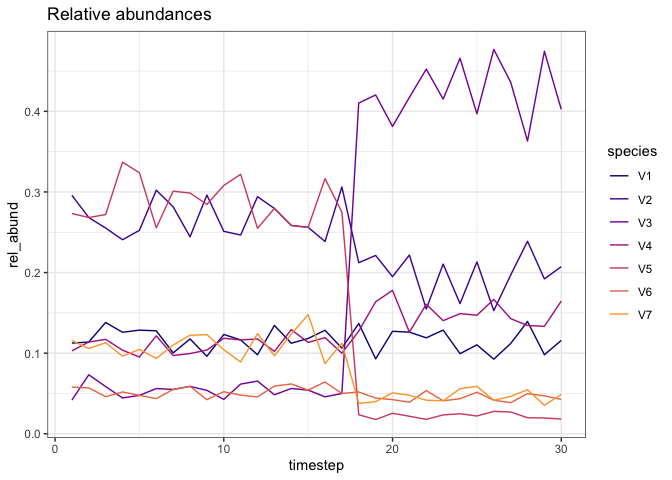 Relative abundances
rel_abund
0.4
0.3
0.2
0.1
0.0
0
10
20
30
timestep
species
V1
V2
V3
V4
V5
V6
V7